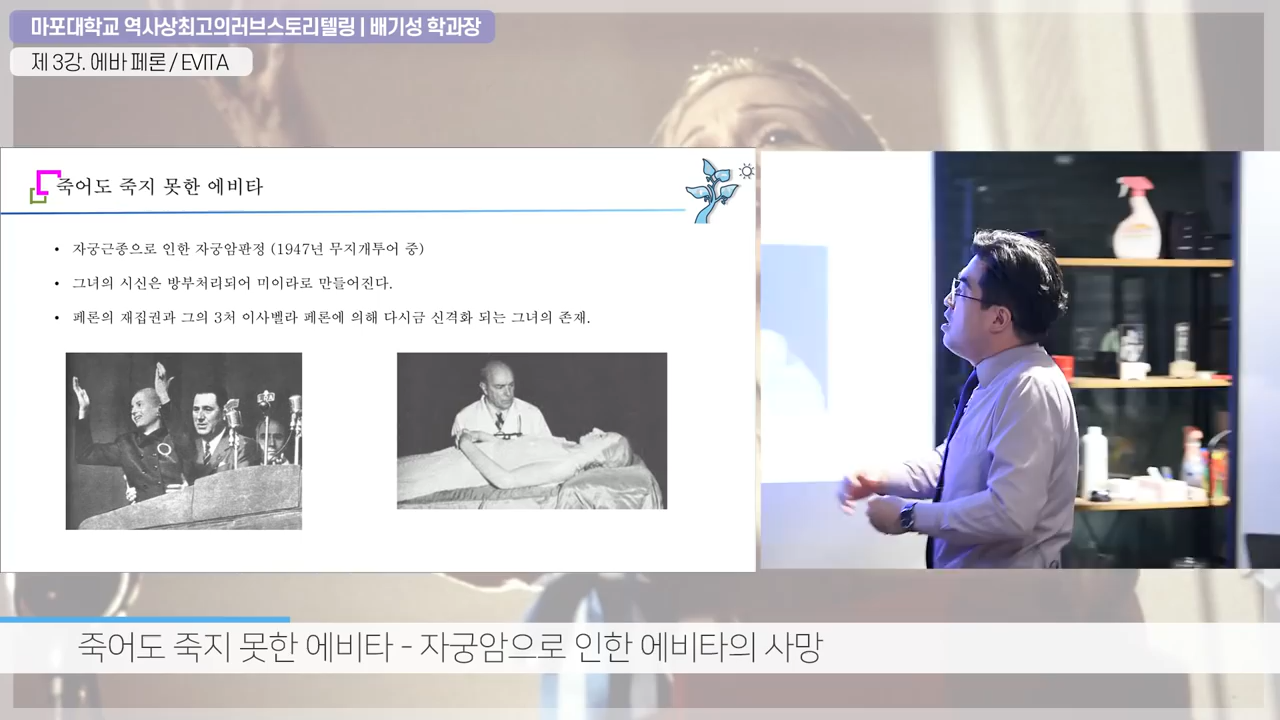 마포대학교 역사상최고의러브스토리텔링 | 배기성 학과장
제 3강. 에바 페론 / EVITA
죽어도 죽지 못한 에비타
• 자궁근종으로 인한 자궁암판정 (1947년 무지개투어 중)
• 그녀의 시신은 방부처리되어 미이라로 만들어진다.
• 페론의 재집권과 그의 3처 이사벨라 페론에 의해 다시금 신격화 되는 그녀의 존재.
죽어도 죽지 못한 에비타 - 자궁암으로 인한 에비타의 사망